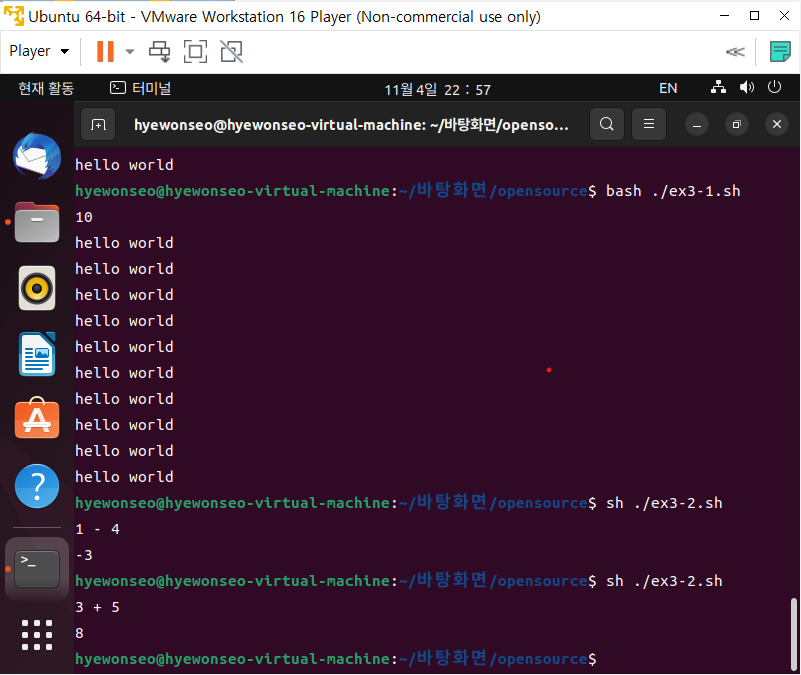 Ubuntu 64-bit - VMware Workstation 16 Player (Non-commercial use only)
Player
현재 활동 터미널 11월 4일 22 : 57 EN
hyewonseo@hyewonseo-virtual-machine: ~/바탕화면/openso...
hello world
hyewonseo@hyewonseo-virtual-machine:~/바탕화면/opensource$ bash ./ex3-1.sh
10
hello world
hello world
hello world
hello world
hello world
hello world
hello world
hello world
hello world
hello world
hyewonseo@hyewonseo-virtual-machine:~/바탕화면/opensource$ sh ./ex3-2.sh
1 - 4
-3
hyewonseo@hyewonseo-virtual-machine:~/바탕화면/opensource$ sh ./ex3-2.sh
3 + 5
8
hyewonseo@hyewonseo-virtual-machine:~/바탕화면/opensource$